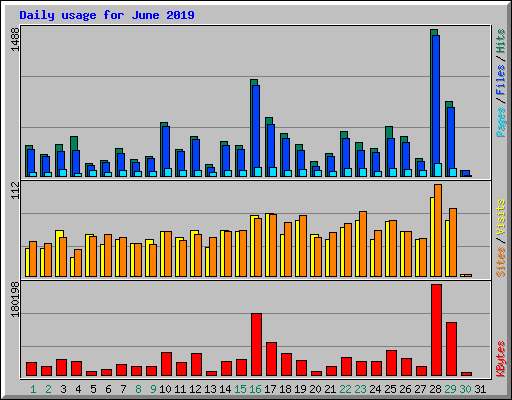 Daily usage for June 2019
1488
Pages / Files / Hits
112
Sites / Visits
180198
KBytes
1 2 3 4 5 6 7 8 9 10 11 12 13 14 15 16 17 18 19 20 21 22 23 24 25 26 27 28 29 30 31